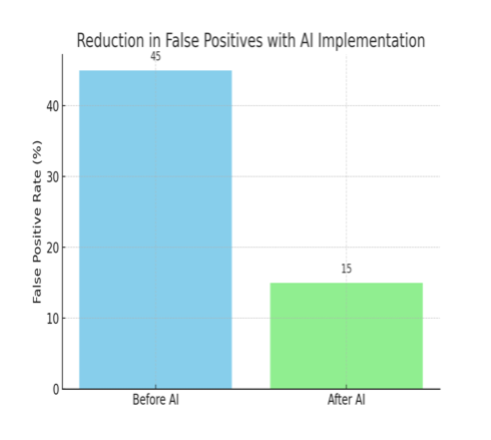 Reduction in False Positives with AI Implementation
45
15
False Positive Rate (%)
40
30
20
10
0
Before AI
After AI